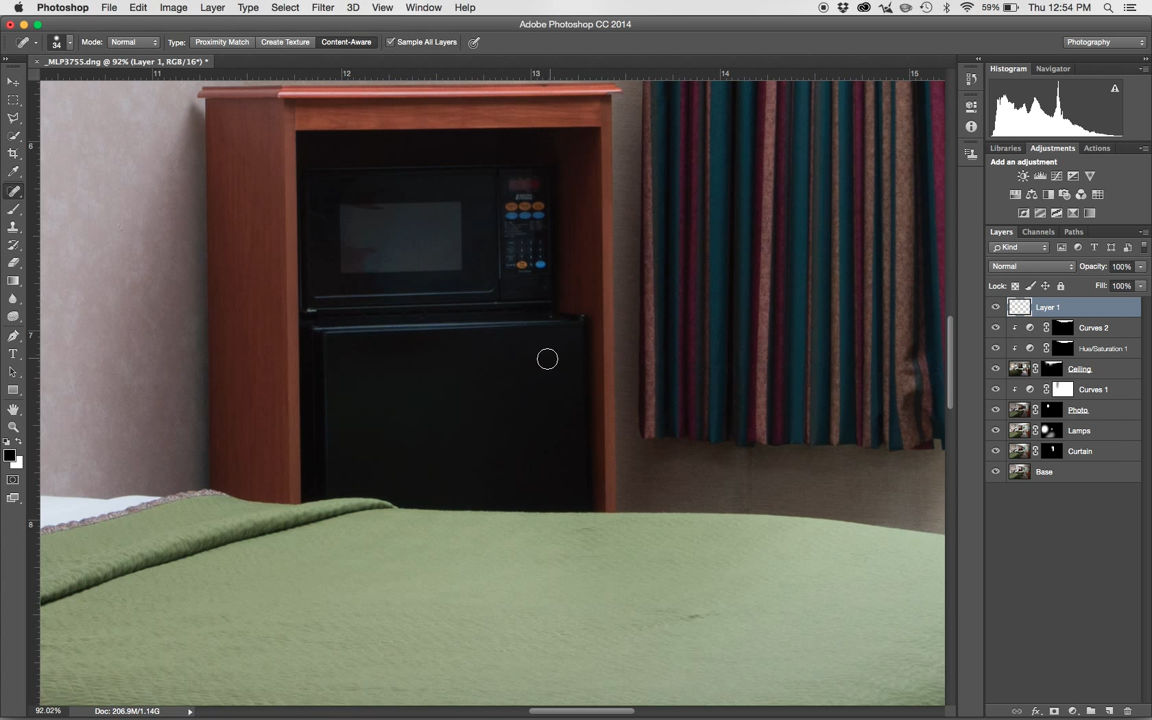 Photoshop File Edit Image Layer Type Select Filter 3D View Window Help 59% Thu 12:54 PM
Adobe Photoshop CC 2014
34 Mode: Normal Type: Proximity Match Create Texture Content-Aware Sample All Layers Photography
_MLP3755.dng @ 92% (Layer 1, RGB/16*) *
11 12 13 14 15
6
7
8
Histogram Navigator
Libraries Adjustments Actions
Add an adjustment
Layers Channels Paths
Kind
Normal Opacity: 100%
Lock: Fill: 100%
Layer 1
Curves 2
Hue/Saturation 1
Ceiling
Curves 1
Photo
Lamps
Curtain
Base
92.02% Doc: 206.9M/1.14G